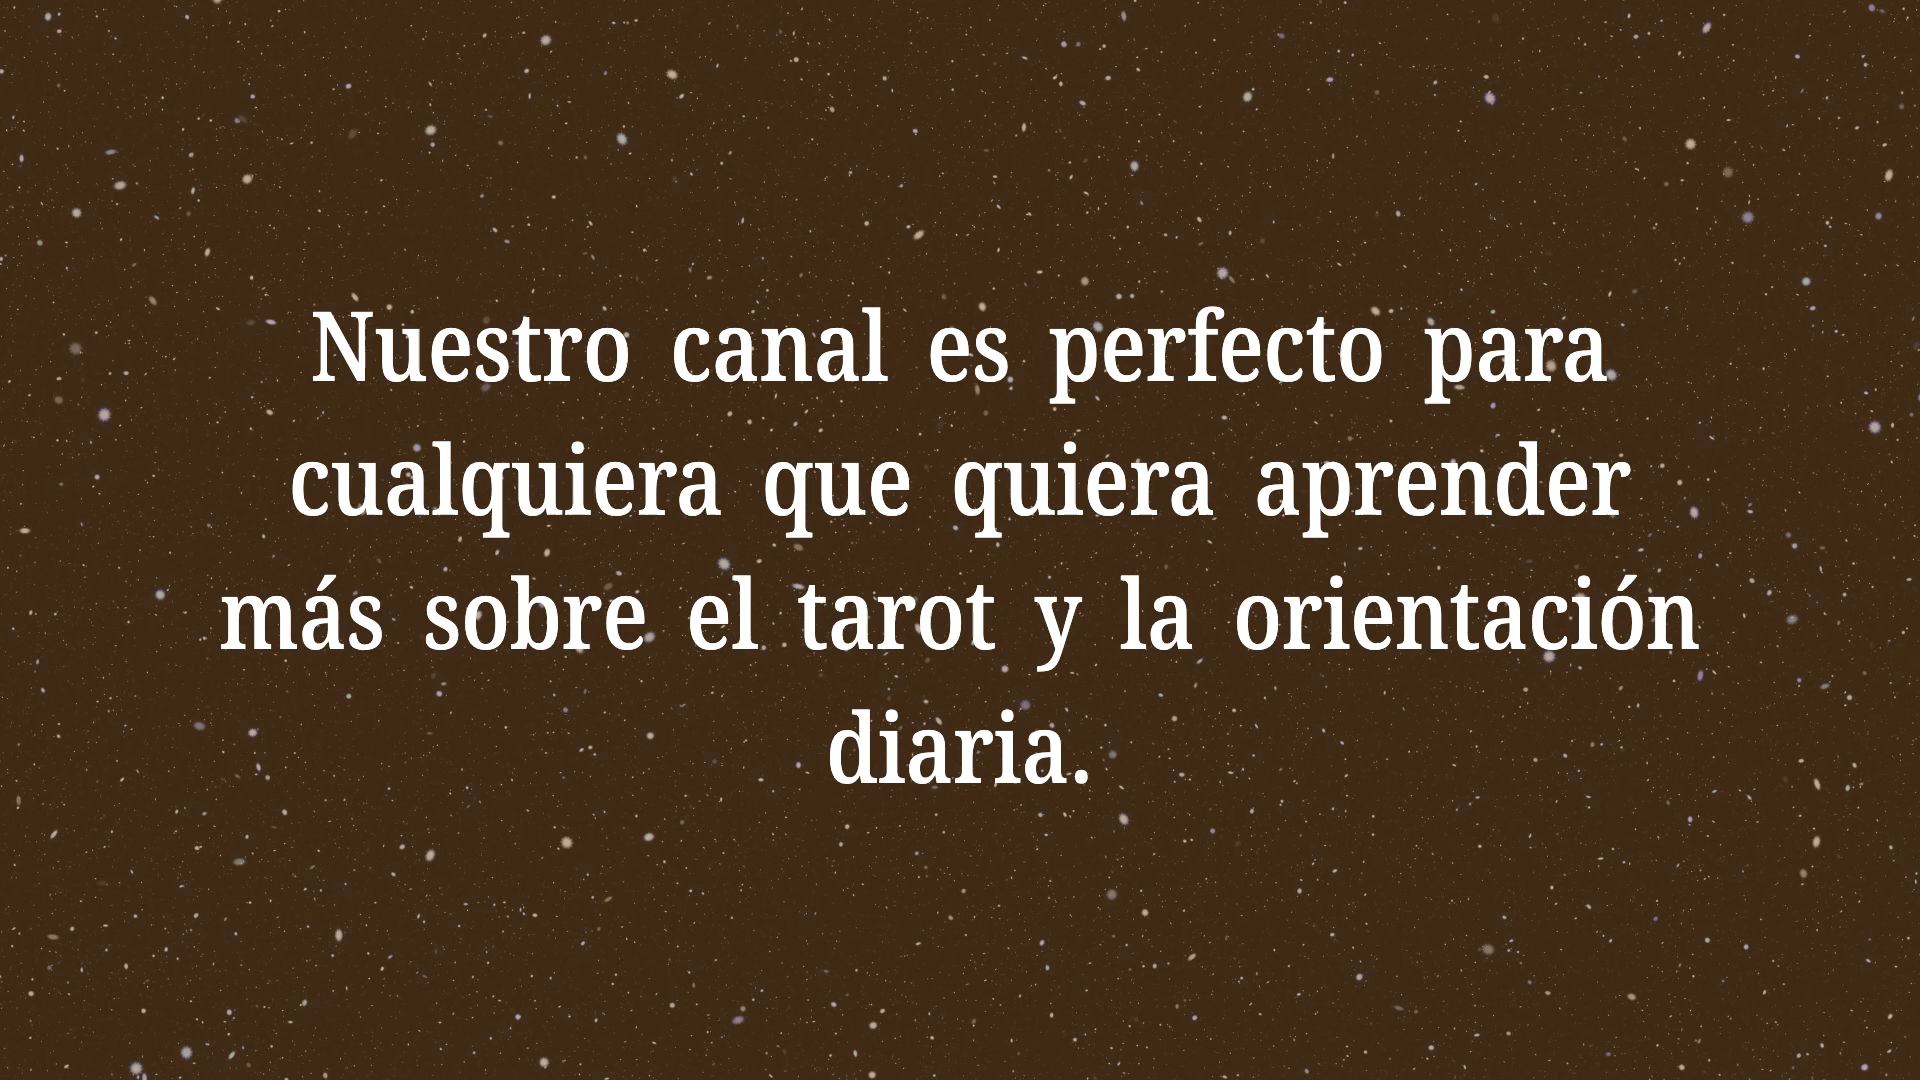 Nuestro canal es perfecto para
cualquiera que quiera aprender
más sobre el tarot y la orientación
diaria.